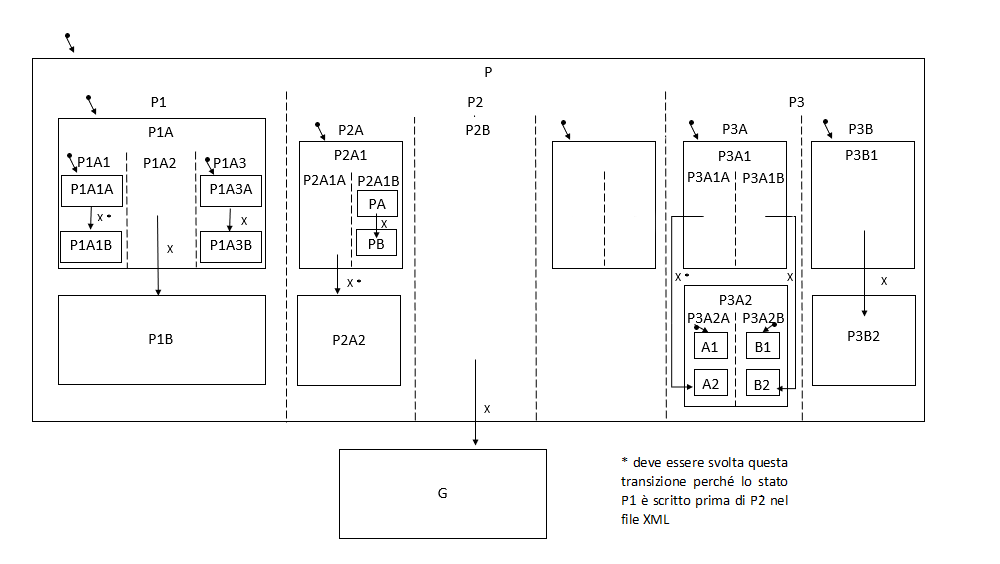 P
P1
P2
P3
P1A
P2A
P2B
P3A
P3B
P1A1
P1A2
P1A3
P2A1
P3A1
P3B1
P2A1A
P2A1B
P3A1A
P3A1B
P1A1A
P1A3A
PA
X *
X
X
P1A1B
P1A3B
PB
X
X *
X *
X
X
P3A2
P3A2A
P3A2B
P1B
P2A2
A1
B1
P3B2
A2
B2
X
G
* deve essere svolta questa
transizione perché lo stato
P1 è scritto prima di P2 nel
file XML